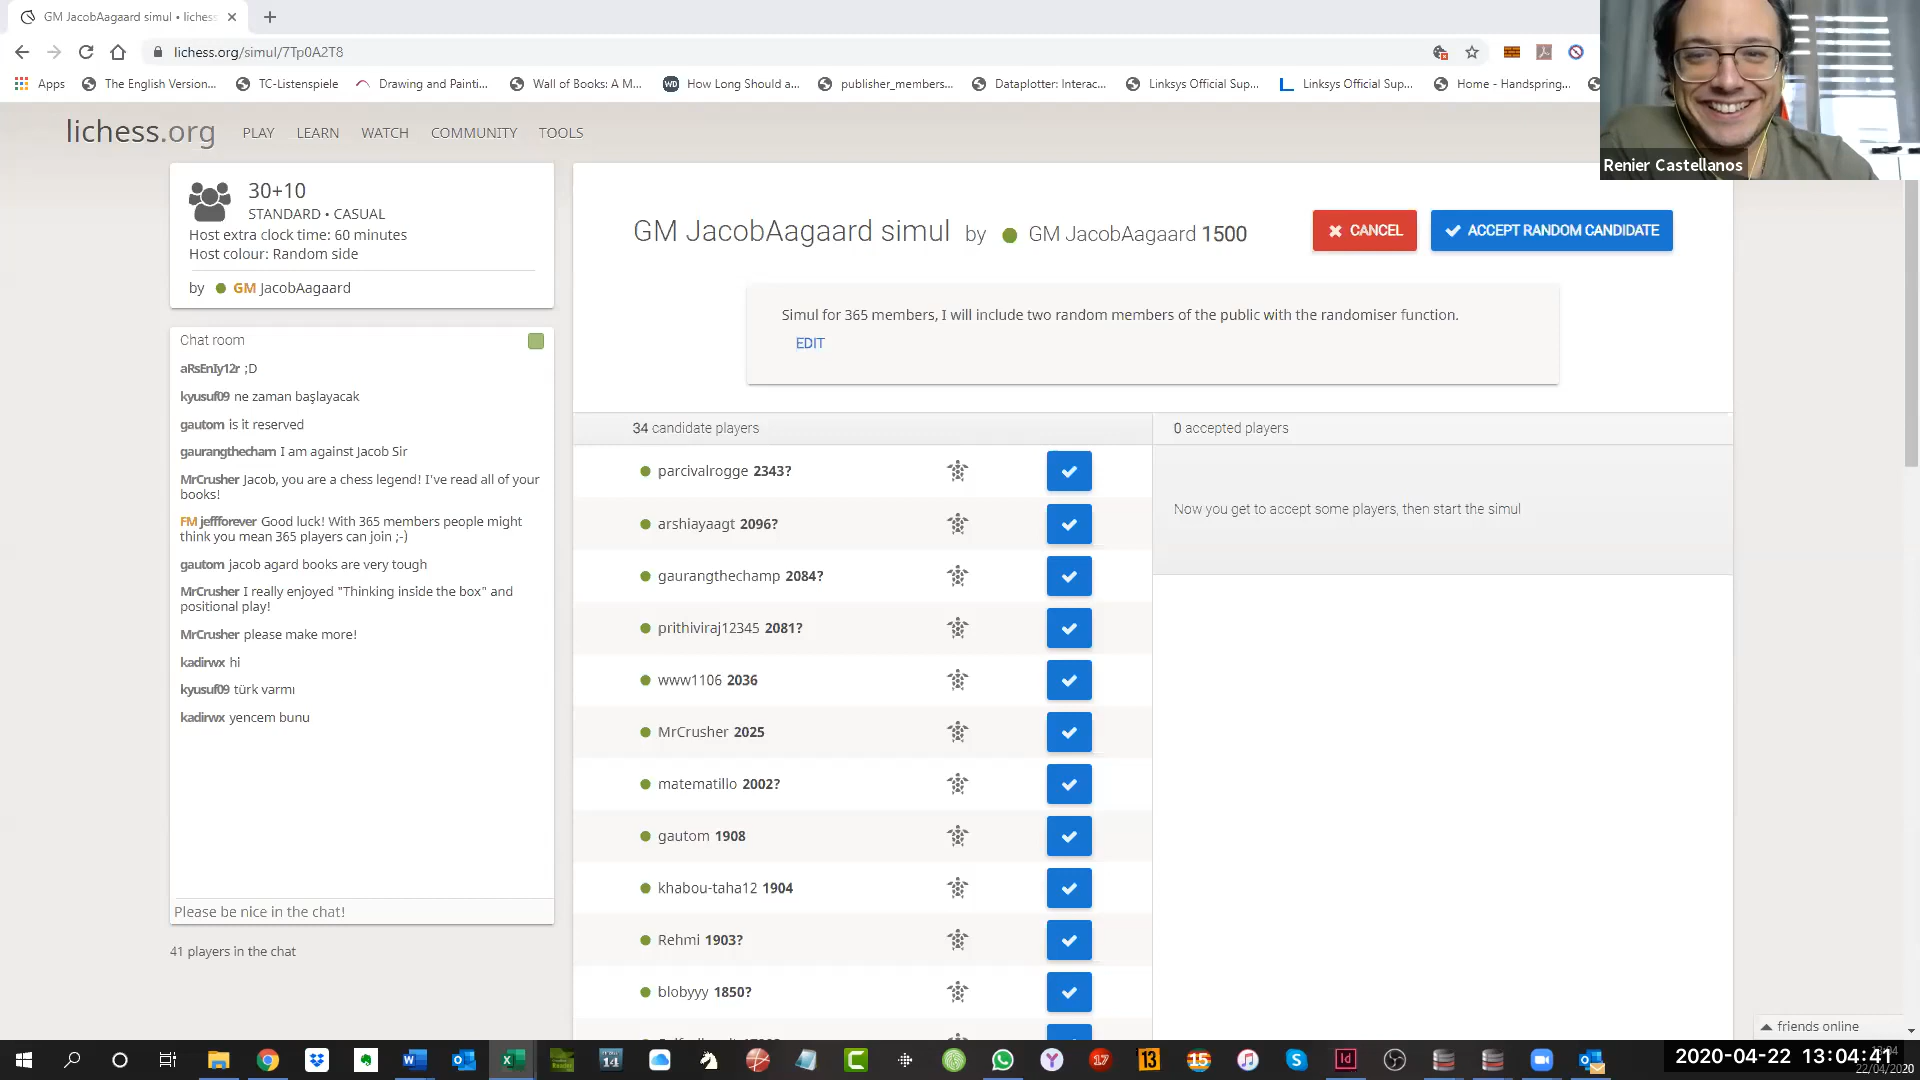 GM JacobAagaard simul • lichess
lichess.org/simul/7Tp0A2T8
Apps The English Version... TC-Listenspiele Drawing and Painti... Wall of Books: A M... How Long Should a... publisher_members... Dataplotter: Interac... Linksys Official Sup... Linksys Official Sup... Home - Handspring...
lichess.org PLAY LEARN WATCH COMMUNITY TOOLS
Renier Castellanos
30+10
STANDARD • CASUAL
Host extra clock time: 60 minutes
Host colour: Random side
by GM JacobAagaard
Chat room
aRsEnIy12r ;D
kyusuf09 ne zaman başlayacak
gautom is it reserved
gaurangthecham I am against Jacob Sir
MrCrusher Jacob, you are a chess legend! I've read all of your
books!
FM jeffforever Good luck! With 365 members people might
think you mean 365 players can join ;-)
gautom jacob agard books are very tough
MrCrusher I really enjoyed "Thinking inside the box" and
positional play!
MrCrusher please make more!
kadirwx hi
kyusuf09 türk varmı
kadirwx yencem bunu
Please be nice in the chat!
41 players in the chat
GM JacobAagaard simul by GM JacobAagaard 1500
CANCEL
ACCEPT RANDOM CANDIDATE
Simul for 365 members, I will include two random members of the public with the randomiser function.
EDIT
34 candidate players
parcivalrogge 2343?
arshiyaagt 2096?
gaurangthechamp 2084?
prithiviraj12345 2081?
www1106 2036
MrCrusher 2025
matematillo 2002?
gautom 1908
khabou-taha12 1904
Rehmi 1903?
blobyyy 1850?
0 accepted players
Now you get to accept some players, then start the simul
friends online
2020-04-22 13:04:41
22/04/2020